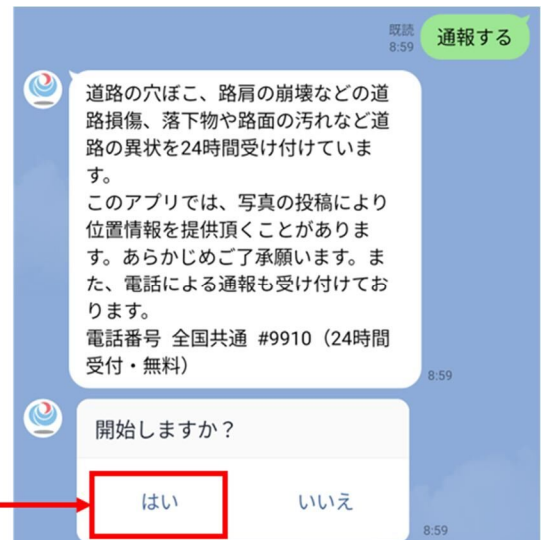 既読
8:59
通報する
道路の穴ぼこ、路肩の崩壊などの道
路損傷、落下物や路面の汚れなど道
路の異状を24時間受け付けていま
す。
このアプリでは、写真の投稿により
位置情報を提供頂くことがありま
す。あらかじめご了承願います。ま
た、電話による通報も受け付けてお
ります。
電話番号 全国共通 #9910（24時間
受付・無料）
8:59
開始しますか？
はい
いいえ
8:59